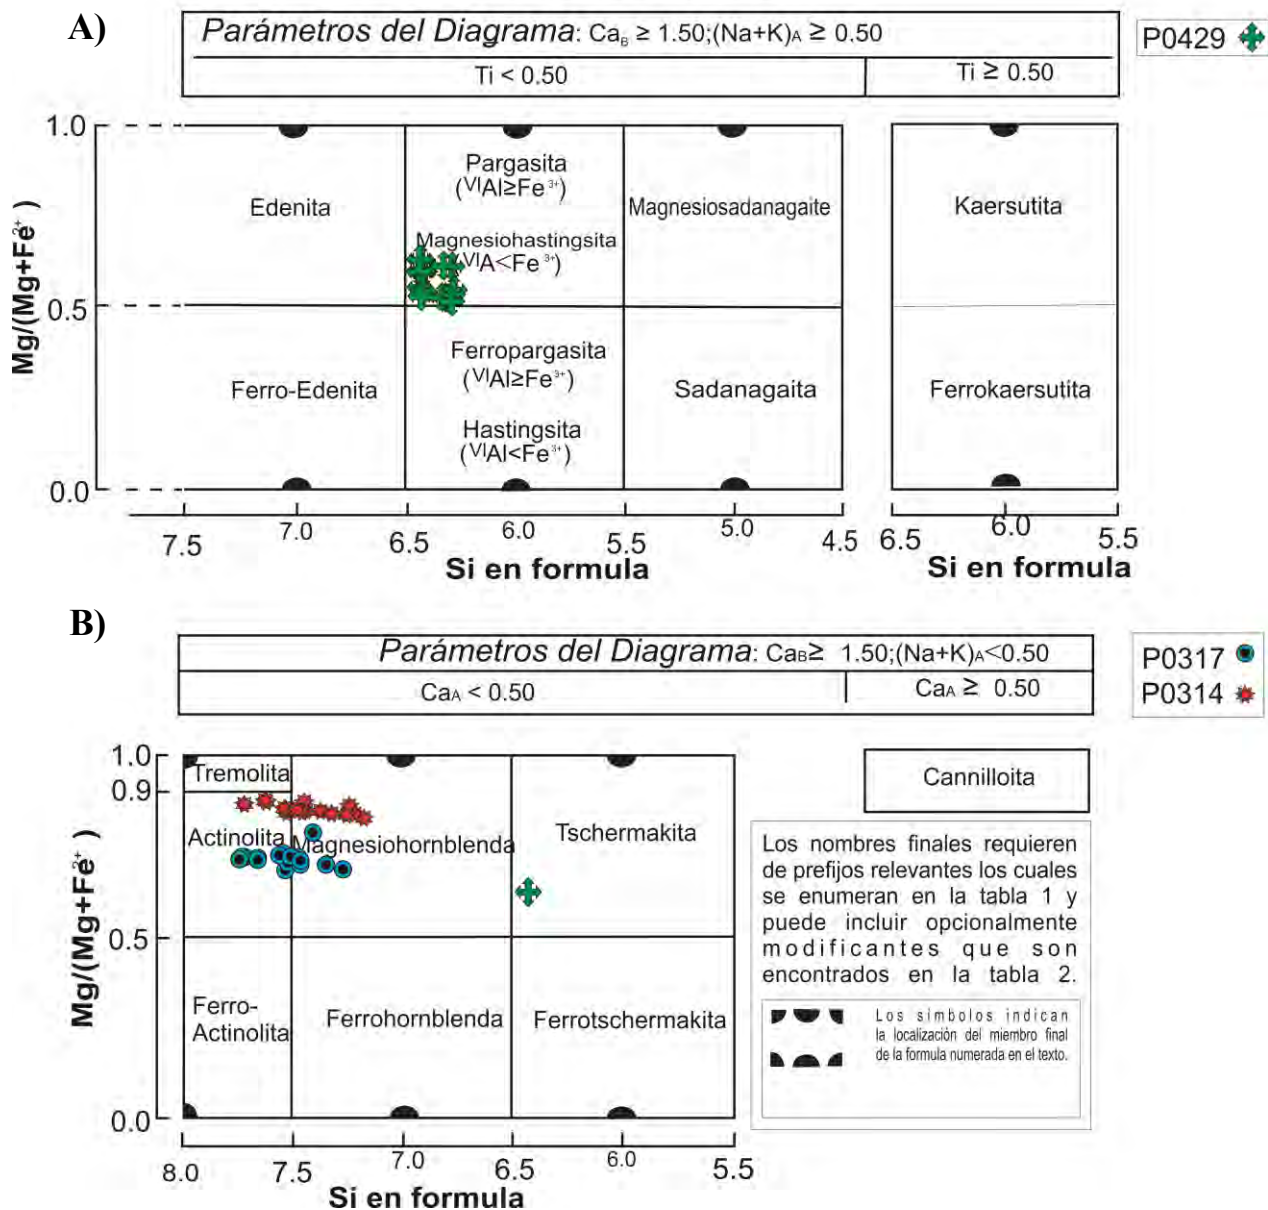 A)
Parámetros del Diagrama: CaB ≥ 1.50;(Na+K)A ≥ 0.50
Ti < 0.50
Ti ≥ 0.50
P0429
Mg/(Mg+Fe²⁺)
1.0
0.5
0.0
Edenita
Pargasita
(VIAl≥Fe³⁺)
Magnesiohastingsita
(VIA<Fe³⁺)
Magnesiosadanagaite
Kaersutita
Ferro-Edenita
Ferropargasita
(VIAl≥Fe³⁺)
Hastingsita
(VIAl<Fe³⁺)
Sadanagaita
Ferrokaersutita
7.5
7.0
6.5
6.0
5.5
5.0
4.5
6.5
6.0
5.5
Si en formula
Si en formula
B)
Parámetros del Diagrama: CaB≥ 1.50;(Na+K)A<0.50
CaA < 0.50
CaA ≥ 0.50
P0317
P0314
Mg/(Mg+Fe²⁺)
1.0
0.9
0.5
0.0
Tremolita
Actinolita
Magnesiohornblenda
Tschermakita
Ferro-
Actinolita
Ferrohornblenda
Ferrotschermakita
8.0
7.5
7.0
6.5
6.0
5.5
Si en formula
Cannilloita
Los nombres finales requieren
de prefijos relevantes los cuales
se enumeran en la tabla 1 y
puede incluir opcionalmente
modificantes que son
encontrados en la tabla 2.
Los simbolos indican
la localización del miembro final
de la formula numerada en el texto.